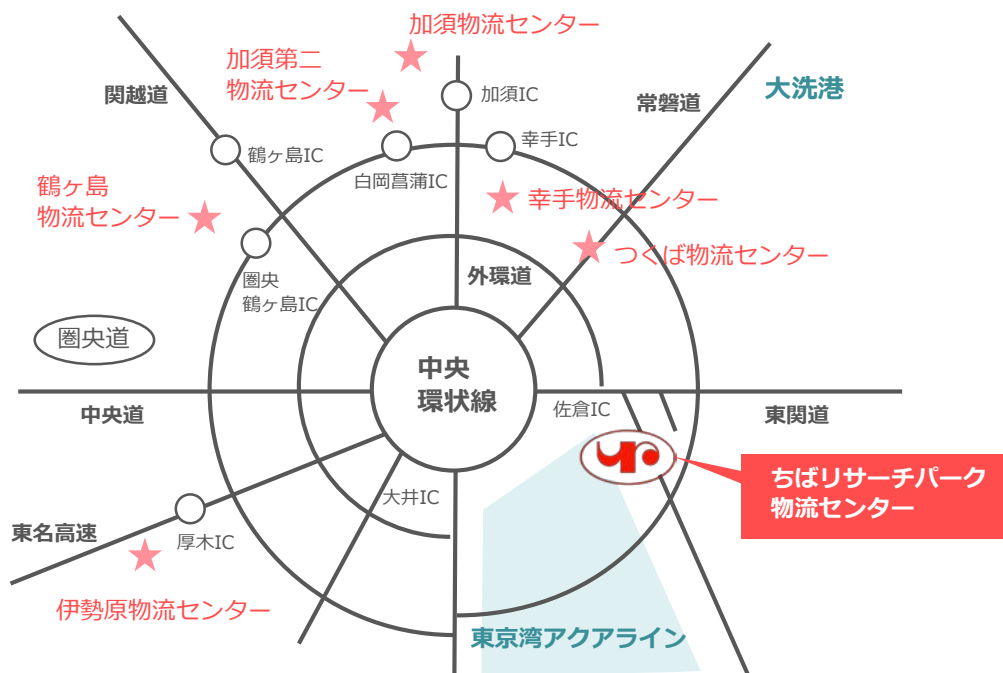 加須物流センター
加須第二
物流センター
関越道
加須IC
常磐道
大洗港
鶴ヶ島IC
幸手IC
白岡菖蒲IC
鶴ヶ島
物流センター
幸手物流センター
つくば物流センター
外環道
圏央
鶴ヶ島IC
圏央道
中央
環状線
中央道
佐倉IC
東関道
ちばリサーチパーク
物流センター
大井IC
東名高速
厚木IC
伊勢原物流センター
東京湾アクアライン